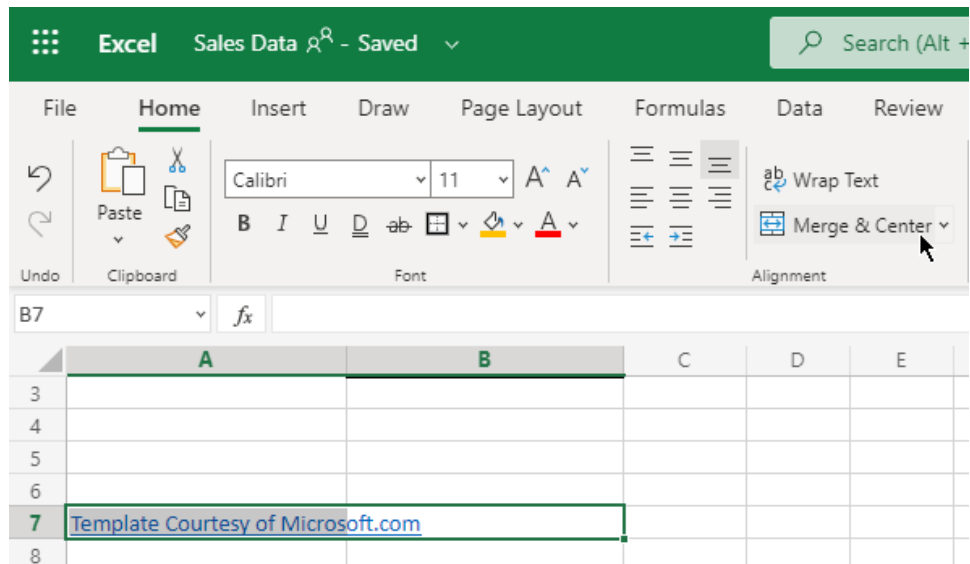 Excel Sales Data - Saved Search (Alt +
File Home Insert Draw Page Layout Formulas Data Review
Calibri 11 A A
Wrap Text
Paste
B I U D ab A
Merge & Center
Undo Clipboard Font Alignment
B7 fx
A B C D E
3
4
5
6
7 Template Courtesy of Microsoft.com
8